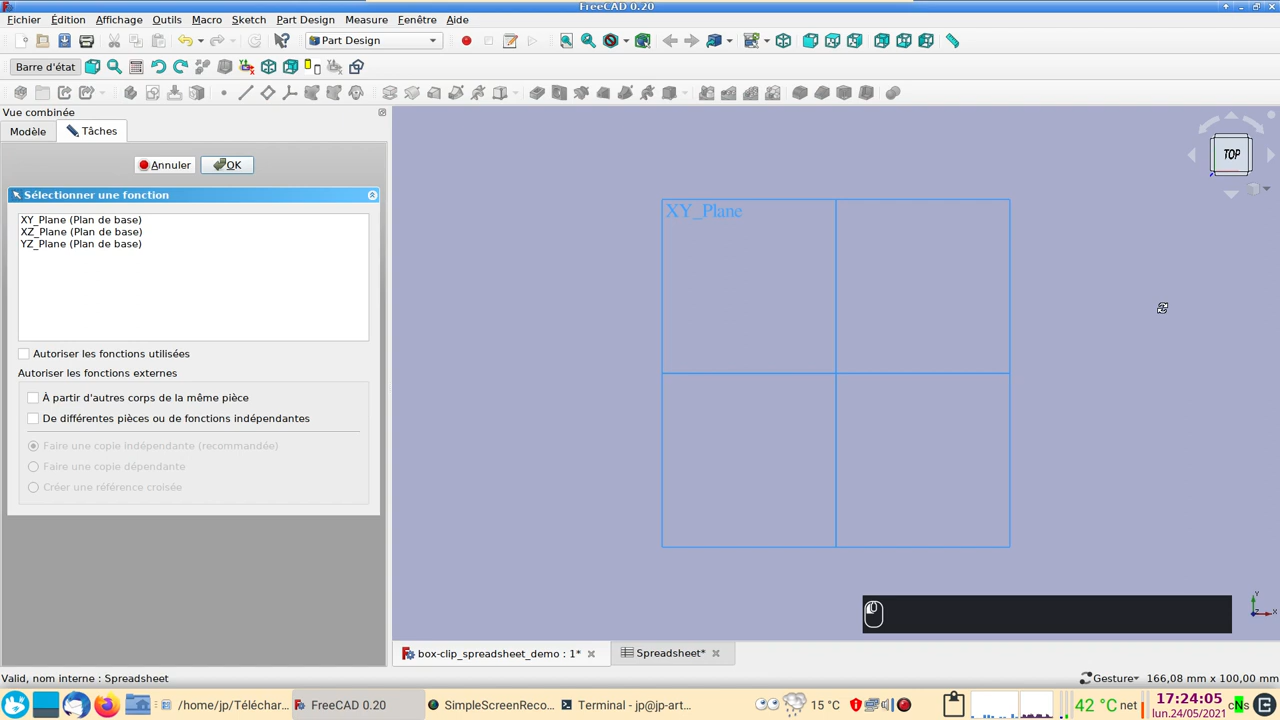 FreeCAD 0.20
Fichier Édition Affichage Outils Macro Sketch Part Design Measure Fenêtre Aide
Part Design
Barre d'état
Vue combinée
Modèle Tâches
Annuler OK
Sélectionner une fonction
XY_Plane (Plan de base)
XZ_Plane (Plan de base)
YZ_Plane (Plan de base)
Autoriser les fonctions utilisées
Autoriser les fonctions externes
À partir d'autres corps de la même pièce
De différentes pièces ou de fonctions indépendantes
Faire une copie indépendante (recommandée)
Faire une copie dépendante
Créer une référence croisée
XY_Plane
TOP
Y
X
box-clip_spreadsheet_demo : 1*
Spreadsheet*
Valid, nom interne : Spreadsheet
Gesture
166,08 mm x 100,00 mm
/home/jp/Téléchar...
FreeCAD 0.20
SimpleScreenReco...
Terminal - jp@jp-art...
15 °C
42 °C net
17:24:05
lun.24/05/2021
cNs